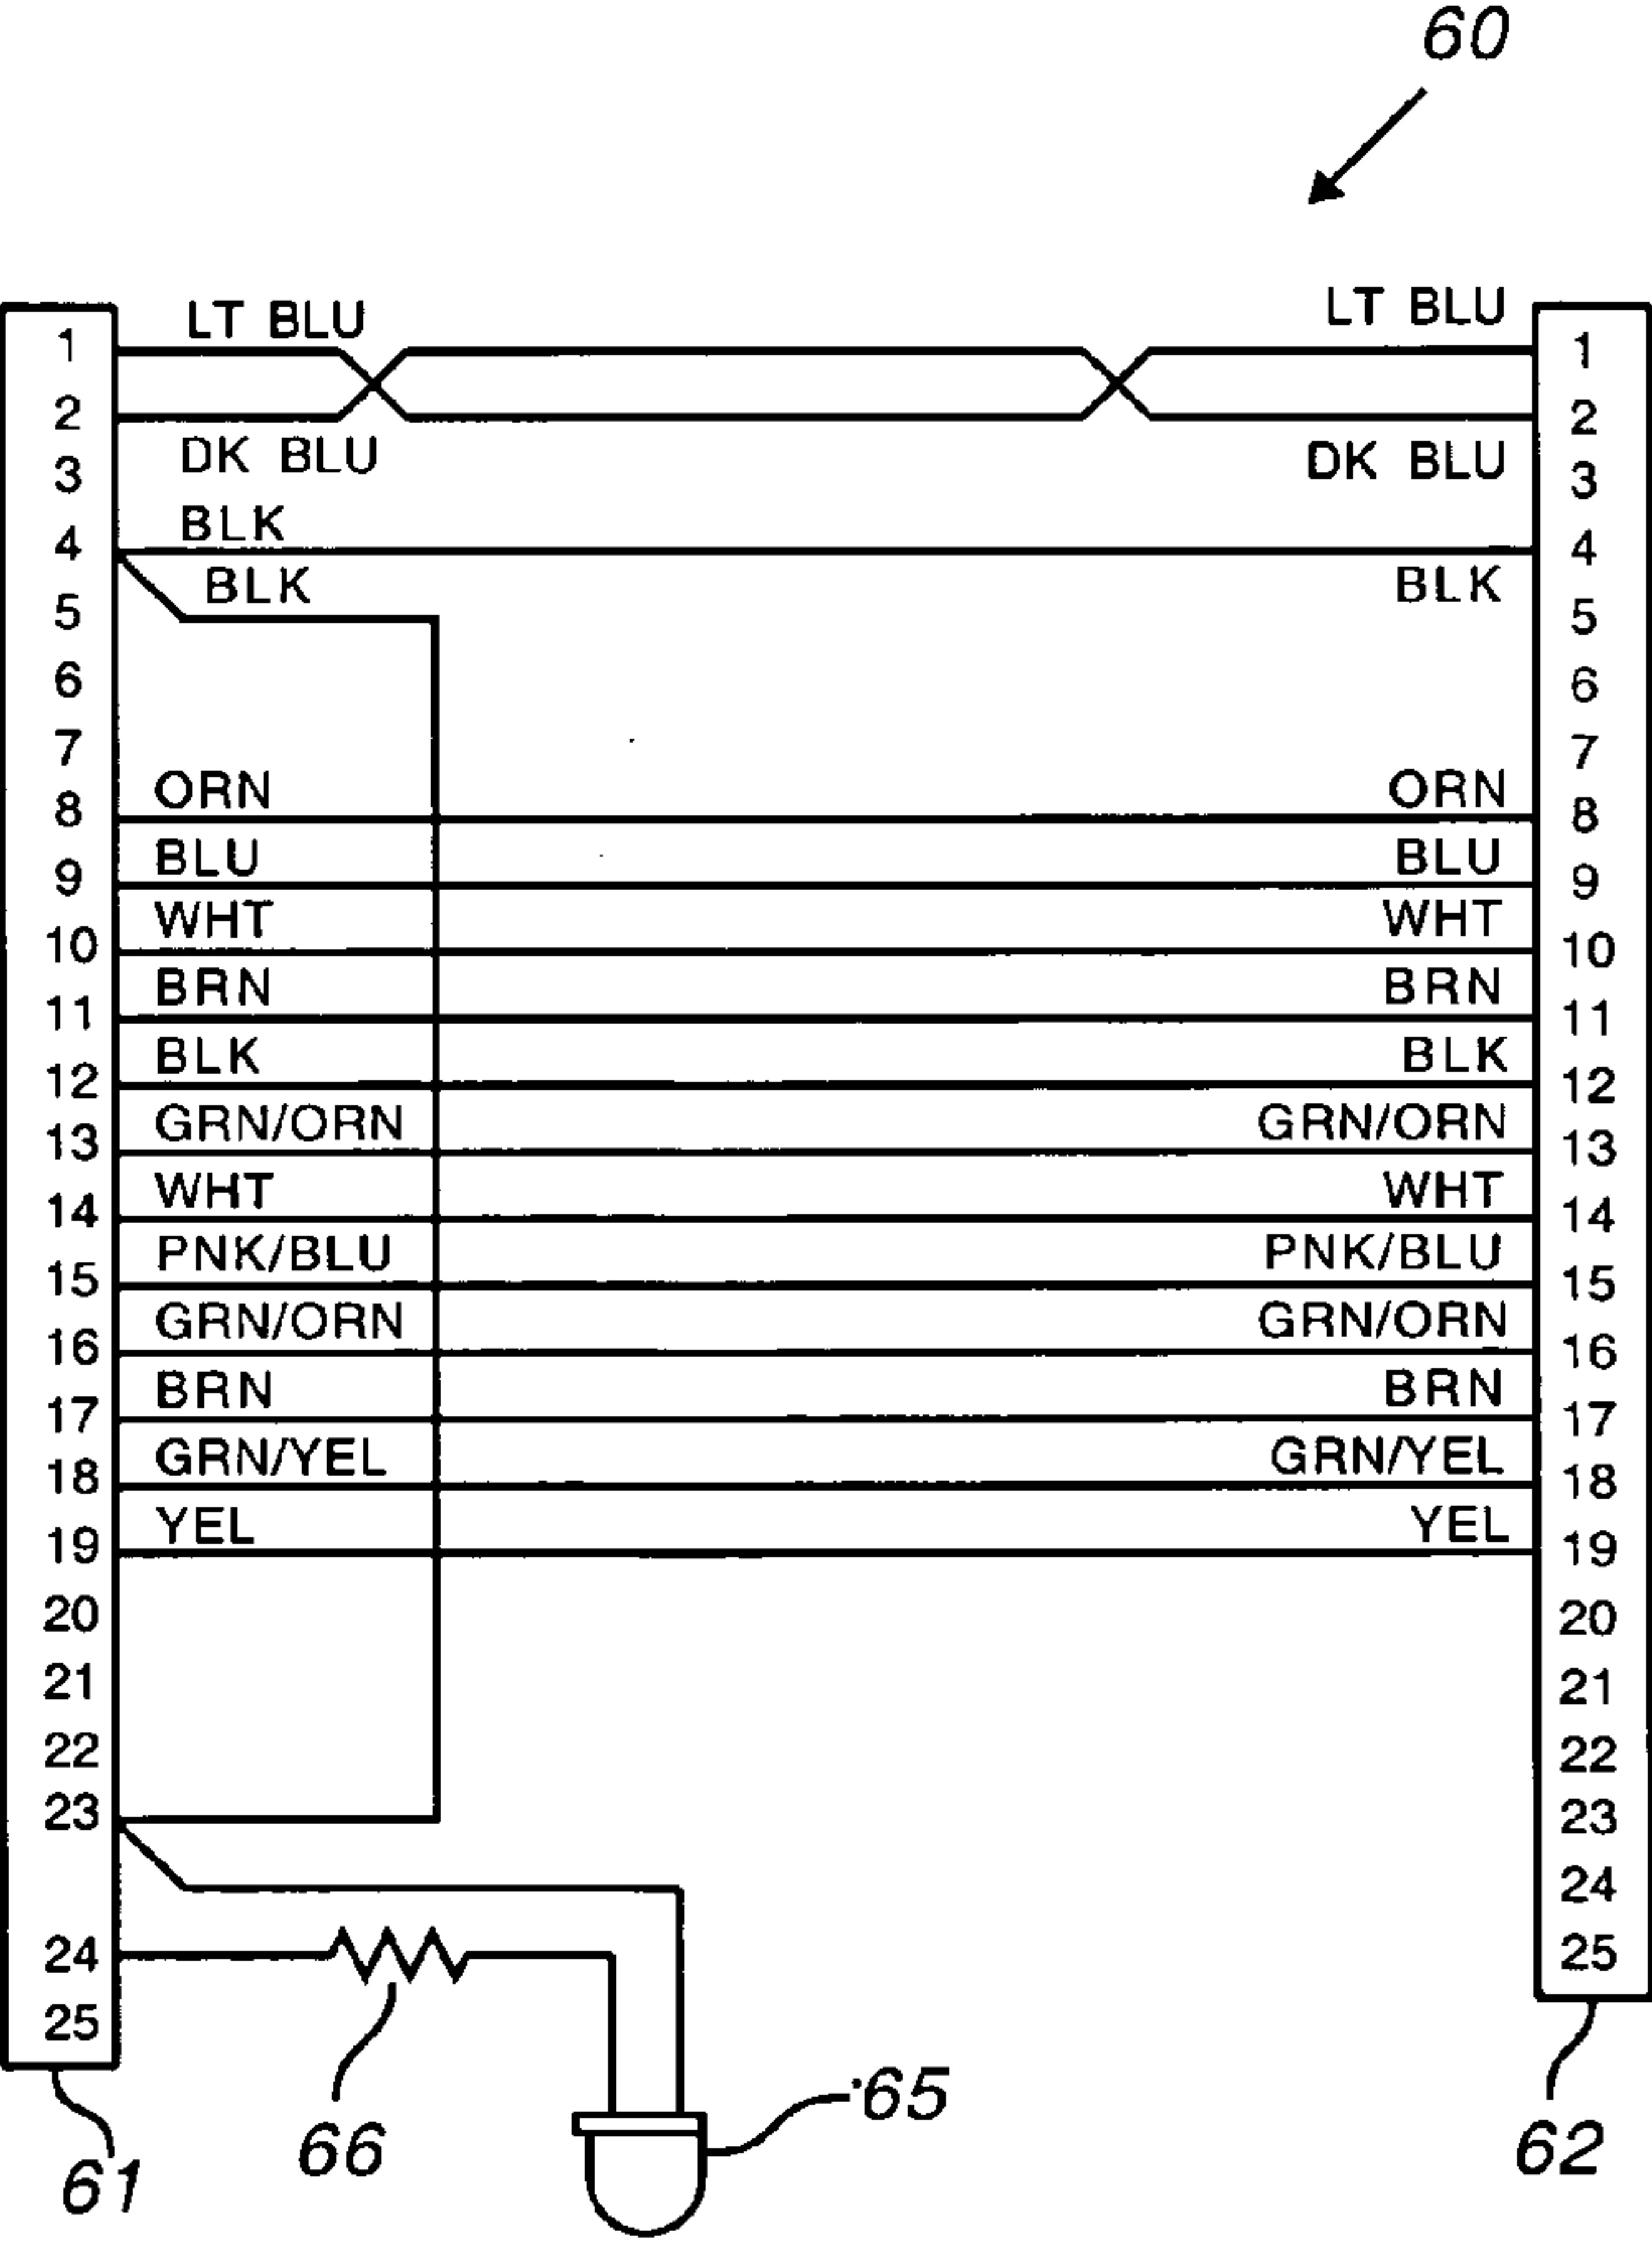 60
LT BLU LT BLU
1 1
2 2
DK BLU DK BLU
3 3
BLK
4 4
BLK BLK
5 5
6 6
7 7
ORN ORN
8 8
BLU BLU
9 9
WHT WHT
10 10
BRN BRN
11 11
BLK BLK
12 12
GRN/ORN GRN/ORN
13 13
WHT WHT
14 14
PNK/BLU PNK/BLU
15 15
GRN/ORN GRN/ORN
16 16
BRN BRN
17 17
GRN/YEL GRN/YEL
18 18
YEL YEL
19 19
20 20
21 21
22 22
23 23
24
24 25
25
65
66 62
61